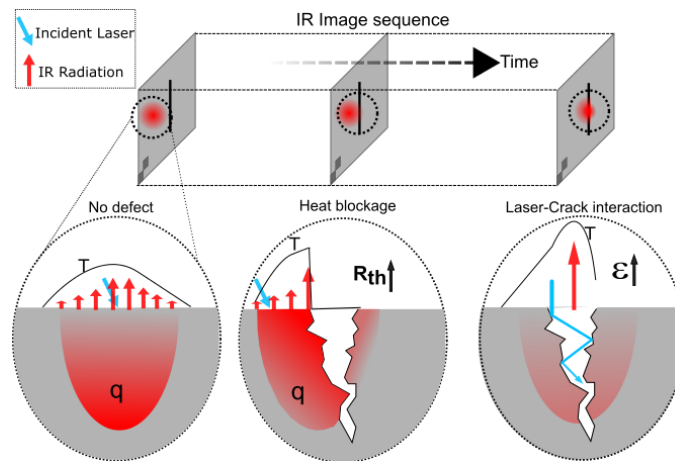 IR Image sequence
Incident Laser
IR Radiation
Time
No defect
Heat blockage
Laser-Crack interaction
T
q
T
Rth
q
T
ε